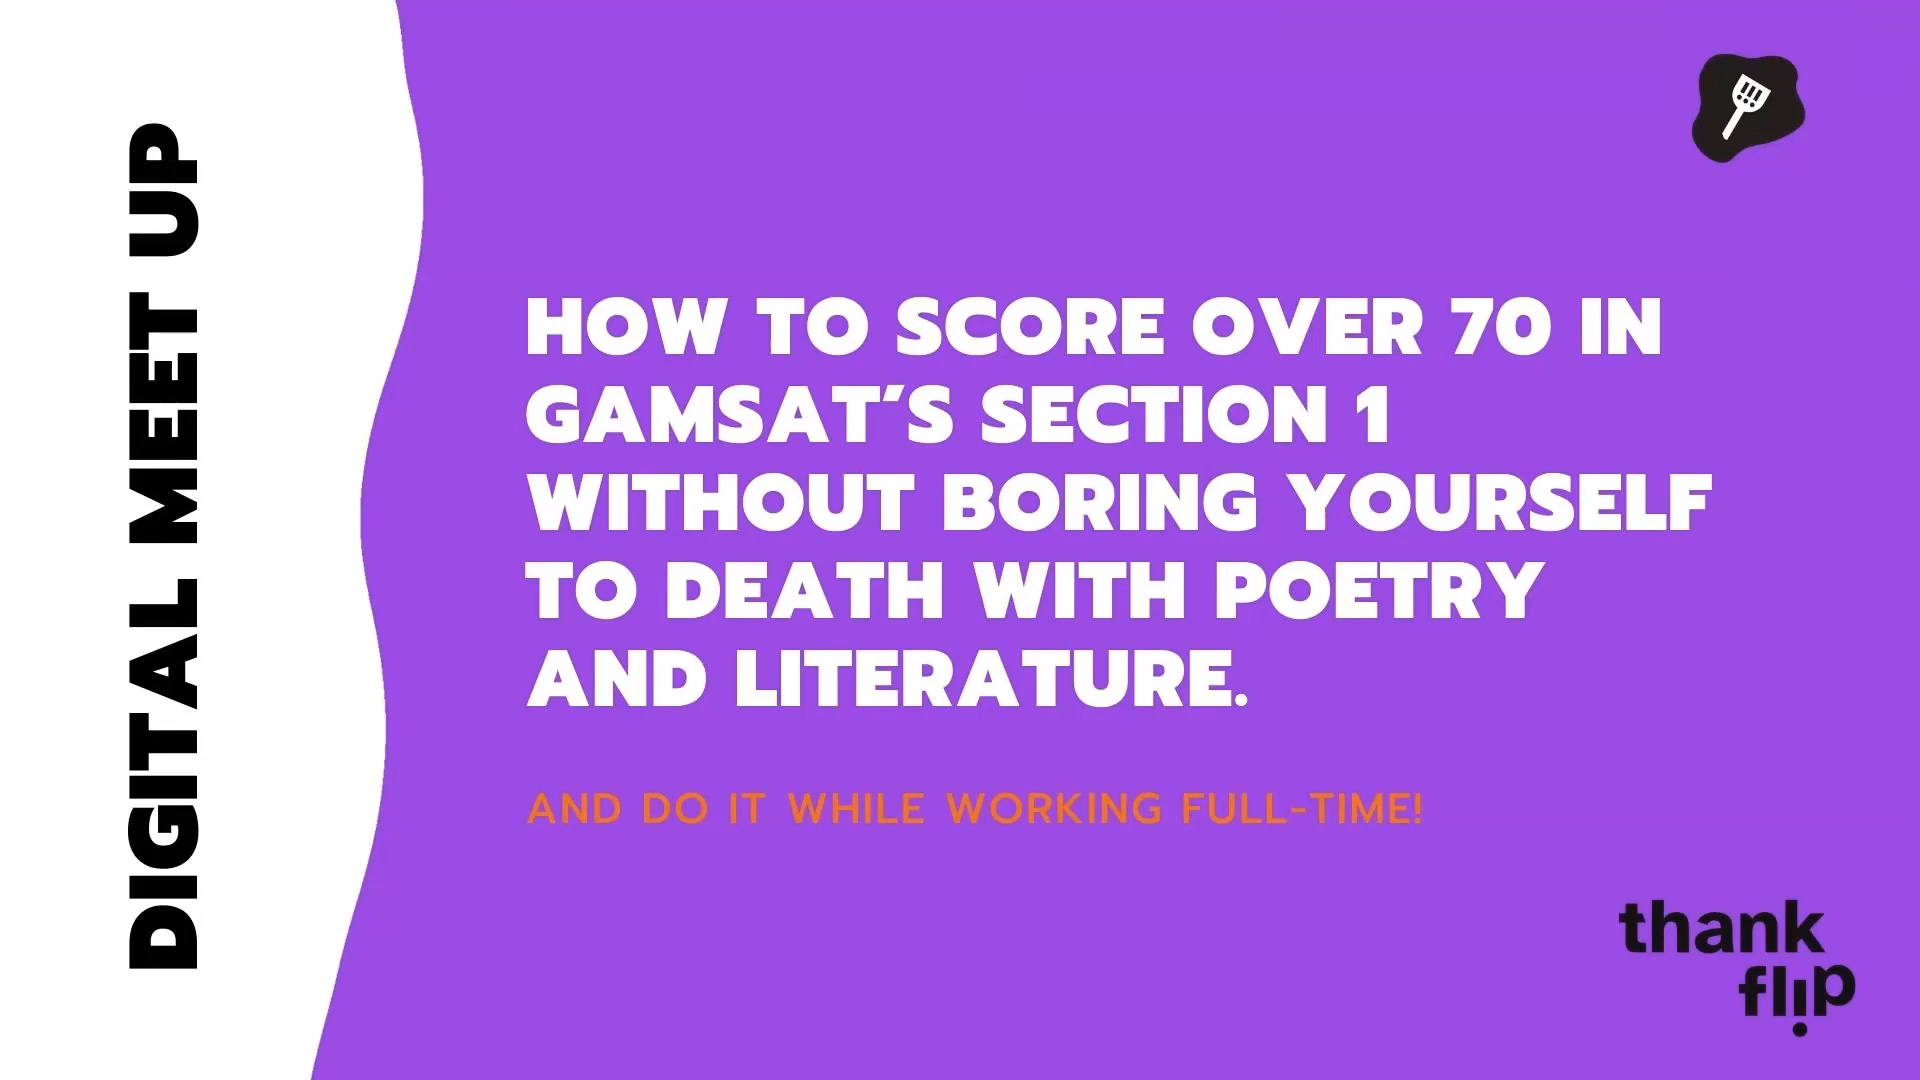 DIGITAL MEET UP
HOW TO SCORE OVER 70 IN
GAMSAT'S SECTION 1
WITHOUT BORING YOURSELF
TO DEATH WITH POETRY
AND LITERATURE.
AND DO IT WHILE WORKING FULL-TIME!
thank
flip